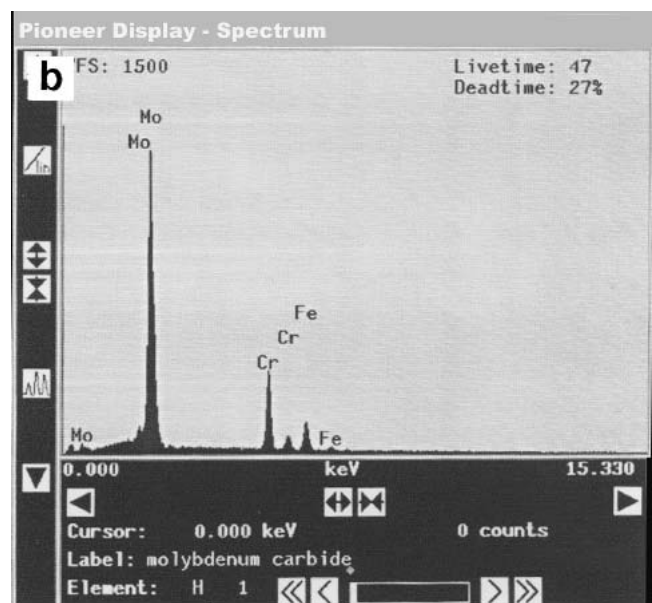 Pioneer Display - Spectrum
b
FS: 1500
Livetime: 47
Deadtime: 27%
lin
Mo
Mo
Fe
Cr
Cr
Mo
Fe
0.000 keV 15.330
Cursor: 0.000 keV 0 counts
Label: molybdenum carbide
Element: H 1